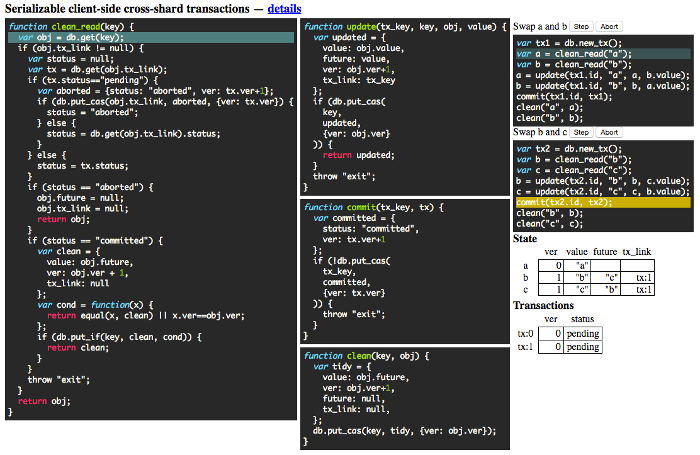 Serializable client-side cross-shard transactions — details
function clean_read(key) {
var obj = db.get(key);
if (obj.tx_link != null) {
var status = null;
var tx = db.get(obj.tx_link);
if (tx.status=="pending") {
var aborted = {status: "aborted", ver: tx.ver+1};
if (db.put_cas(obj.tx_link, aborted, {ver: tx.ver}) {
status = "aborted";
} else {
status = db.get(obj.tx_link).status;
}
} else {
status = tx.status;
}
if (status == "aborted") {
obj.future = null;
obj.tx_link = null;
return obj;
}
if (status == "committed") {
var clean = {
value: obj.future,
ver: obj.ver + 1,
tx_link: null
};
var cond = function(x) {
return equal(x, clean) || x.ver==obj.ver;
};
if (db.put_if(key, clean, cond)) {
return clean;
}
}
throw "exit";
}
return obj;
}
function update(tx_key, key, obj, value) {
var updated = {
value: obj.value,
future: value,
ver: obj.ver+1,
tx_link: tx_key
};
if (db.put_cas(
key,
updated,
{ver: obj.ver}
)) {
return updated;
}
throw "exit";
}
function commit(tx_key, tx) {
var committed = {
status: "committed",
ver: tx.ver+1
};
if (!db.put_cas(
tx_key,
committed,
{ver: tx.ver}
)) {
throw "exit";
}
}
function clean(key, obj) {
var tidy = {
value: obj.future,
ver: obj.ver+1,
future: null,
tx_link: null,
};
db.put_cas(key, tidy, {ver: obj.ver});
}
Swap a and b Step Abort
var tx1 = db.new_tx();
var a = clean_read("a");
var b = clean_read("b");
a = update(tx1.id, "a", a, b.value);
b = update(tx1.id, "b", b, a.value);
commit(tx1.id, tx1);
clean("a", a);
clean("b", b);
Swap b and c Step Abort
var tx2 = db.new_tx();
var b = clean_read("b");
var c = clean_read("c");
b = update(tx2.id, "b", b, c.value);
c = update(tx2.id, "c", c, b.value);
commit(tx2.id, tx2);
clean("b", b);
clean("c", c);
State
ver value future tx_link
a 0 "a"
b 1 "b" "c" tx:1
c 1 "c" "b" tx:1
Transactions
ver status
tx:0 0 pending
tx:1 0 pending